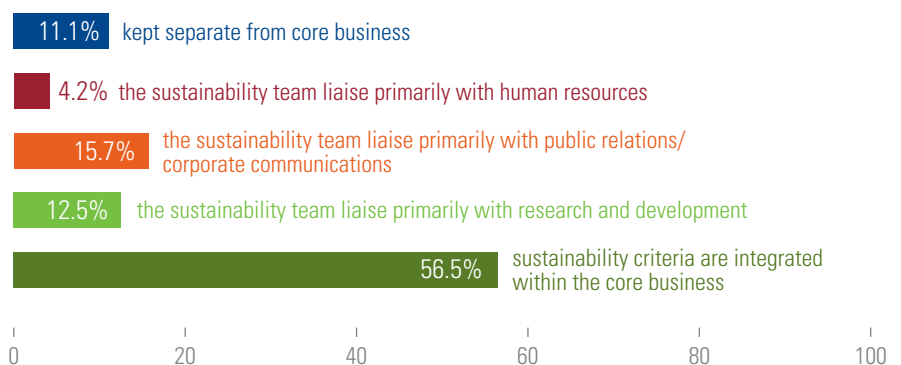 11.1% kept separate from core business
4.2% the sustainability team liaise primarily with human resources
15.7% the sustainability team liaise primarily with public relations/
corporate communications
12.5% the sustainability team liaise primarily with research and development
56.5% sustainability criteria are integrated
within the core business
0 20 40 60 80 100